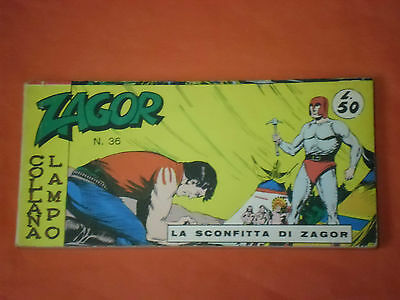 ZAGOR
N. 36
COLLANA
LAMPO
L. 50
LA SCONFITTA DI ZAGOR